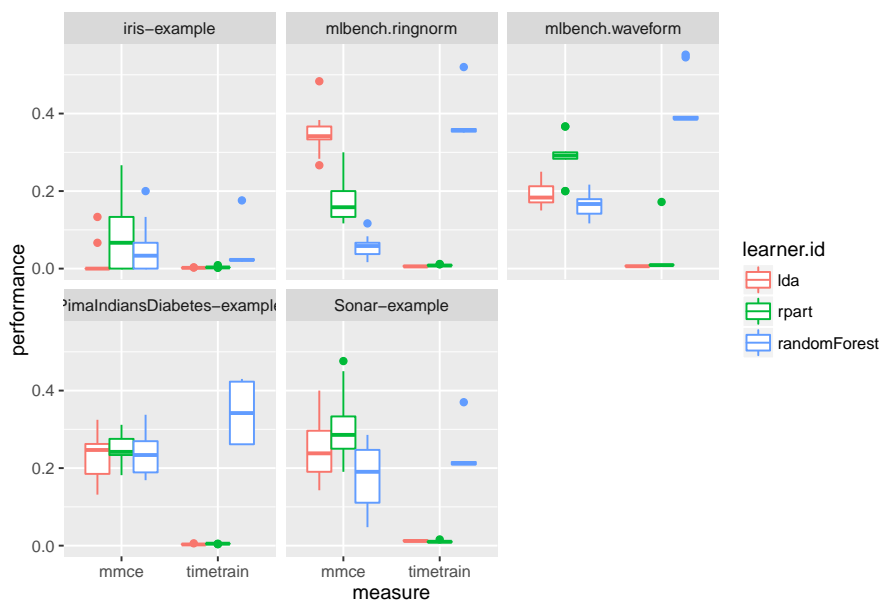 iris-example
mlbench.ringnorm
mlbench.waveform
0.4
0.2
0.0
PimaIndiansDiabetes-example
Sonar-example
0.4
0.2
0.0
mmce
timetrain
mmce
timetrain
measure
performance
learner.id
lda
rpart
randomForest